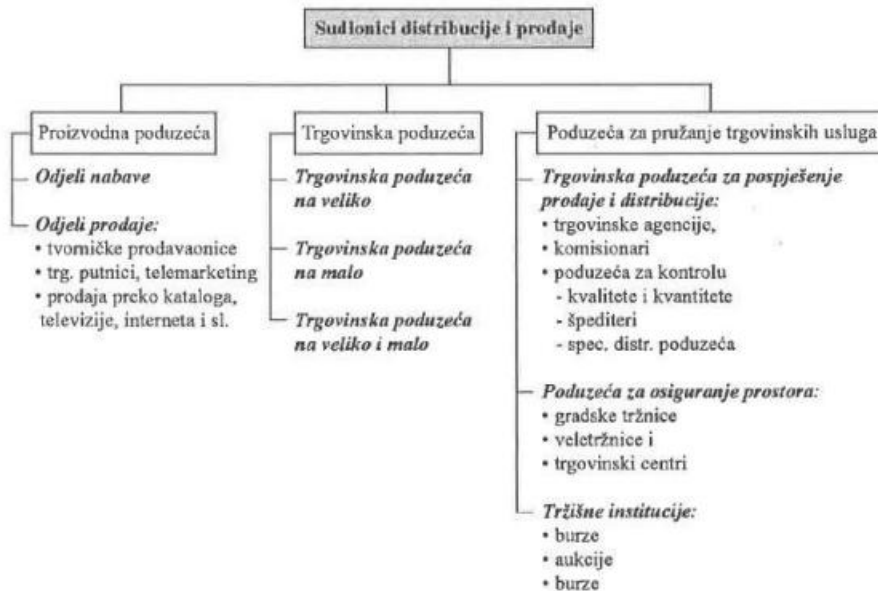 Sudionici distribucije i prodaje
Proizvodna poduzeća
Odjeli nabave
Odjeli prodaje:
• tvorničke prodavaonice
• trg. putnici, telemarketing
• prodaja preko kataloga,
televizije, interneta i sl.
Trgovinska poduzeća
Trgovinska poduzeća
na veliko
Trgovinska poduzeća
na malo
Trgovinska poduzeća
na veliko i malo
Poduzeća za pružanje trgovinskih usluga
Trgovinska poduzeća za pospješenje
prodaje i distribucije:
• trgovinske agencije,
• komisionari
• poduzeća za kontrolu
- kvalitete i kvantitete
- špediteri
- spec. distr. poduzeća
Poduzeća za osiguranje prostora:
• gradske tržnice
• veletržnice i
• trgovinski centri
Tržišne institucije:
• burze
• aukcije
• burze